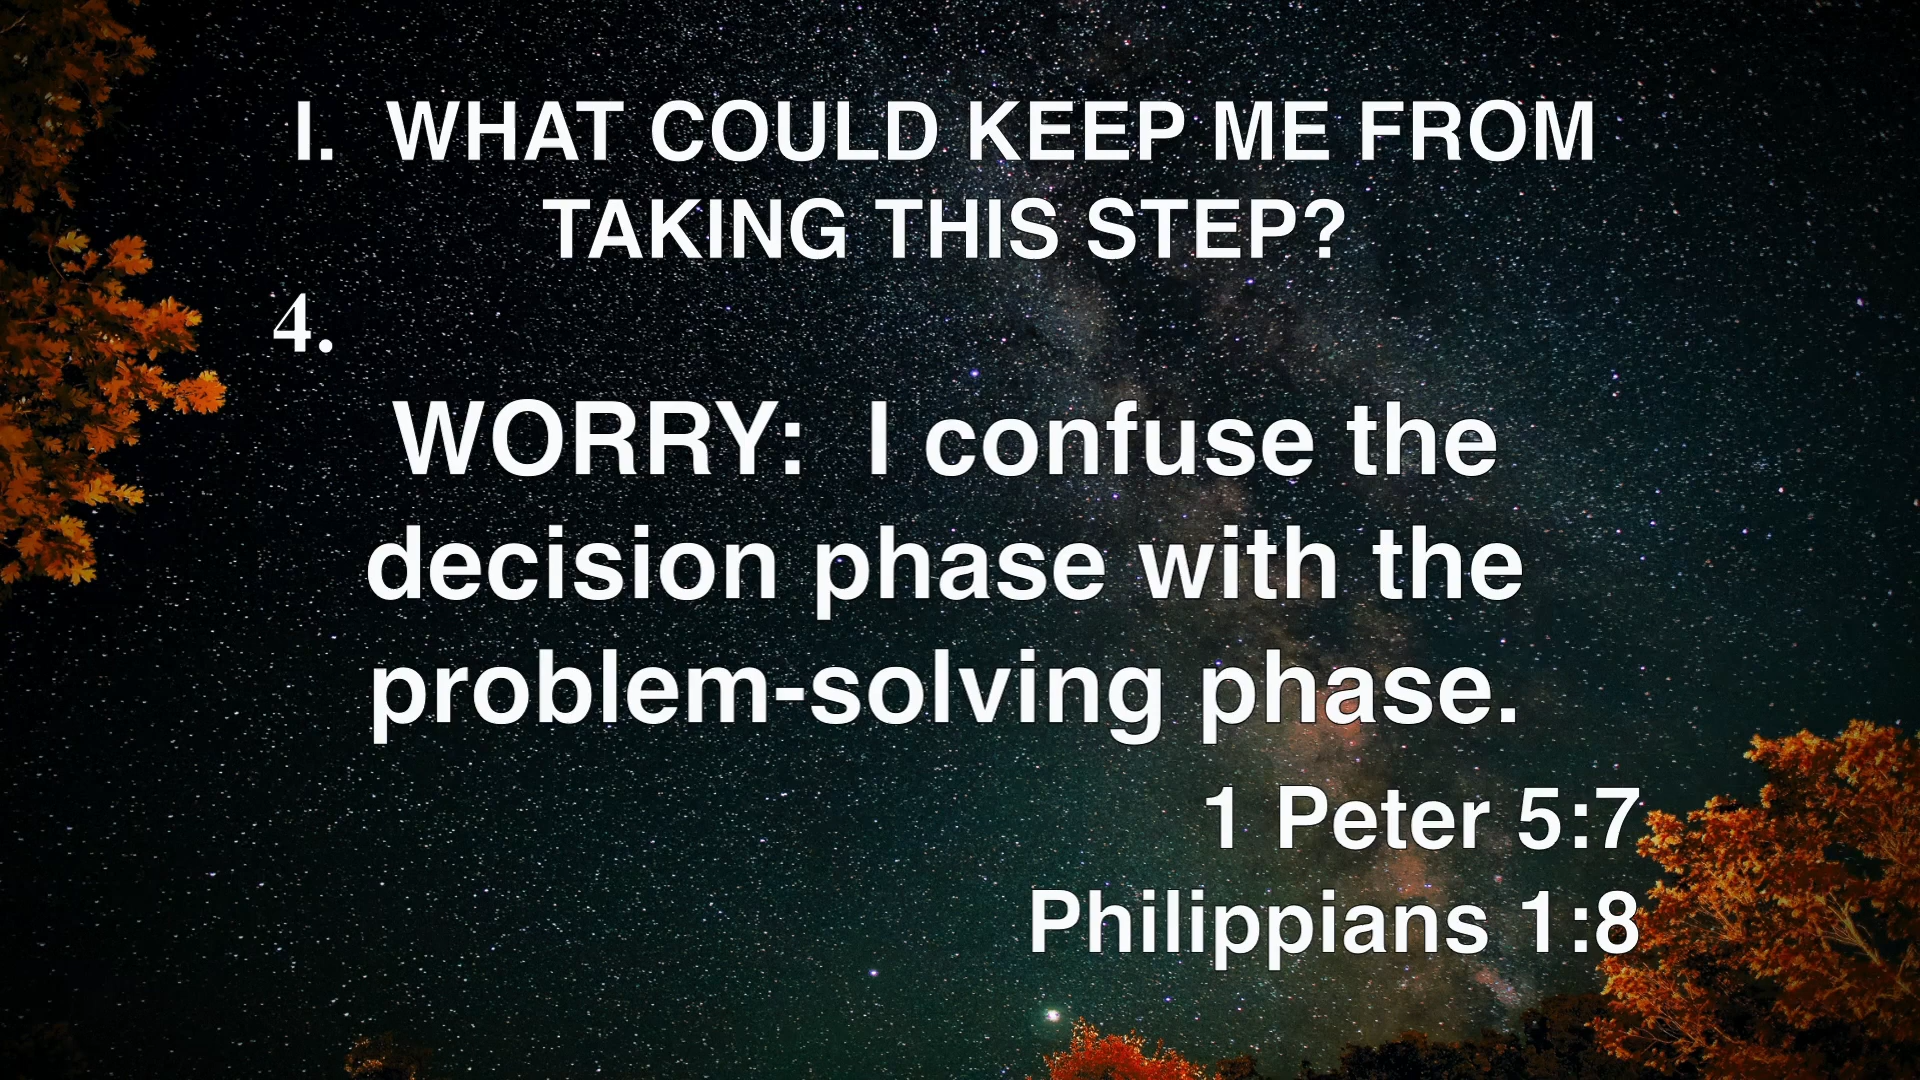 I. WHAT COULD KEEP ME FROM
TAKING THIS STEP?
4.
WORRY: I confuse the
decision phase with the
problem-solving phase.
1 Peter 5:7
Philippians 1:8